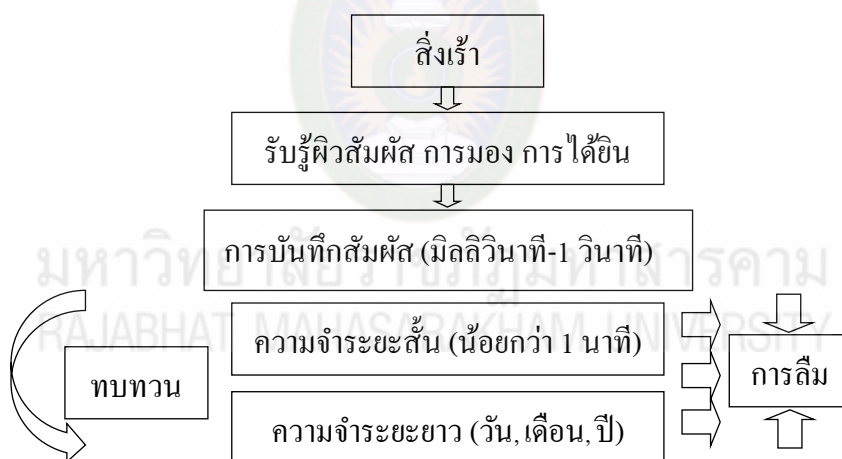 สิ่งเร้า
รับรู้ผิวสัมผัส การมอง การได้ยิน
การบันทึกสัมผัส (มิลลิวินาที-1 วินาที)
มหาวิทยาลัยราชภัฏมหาสารคาม
RAJABHAT MAHASARAKHAM UNIVERSITY
ความจำระยะสั้น (น้อยกว่า 1 นาที)
ทบทวน
การลืม
ความจำระยะยาว (วัน,เดือน,ปี)